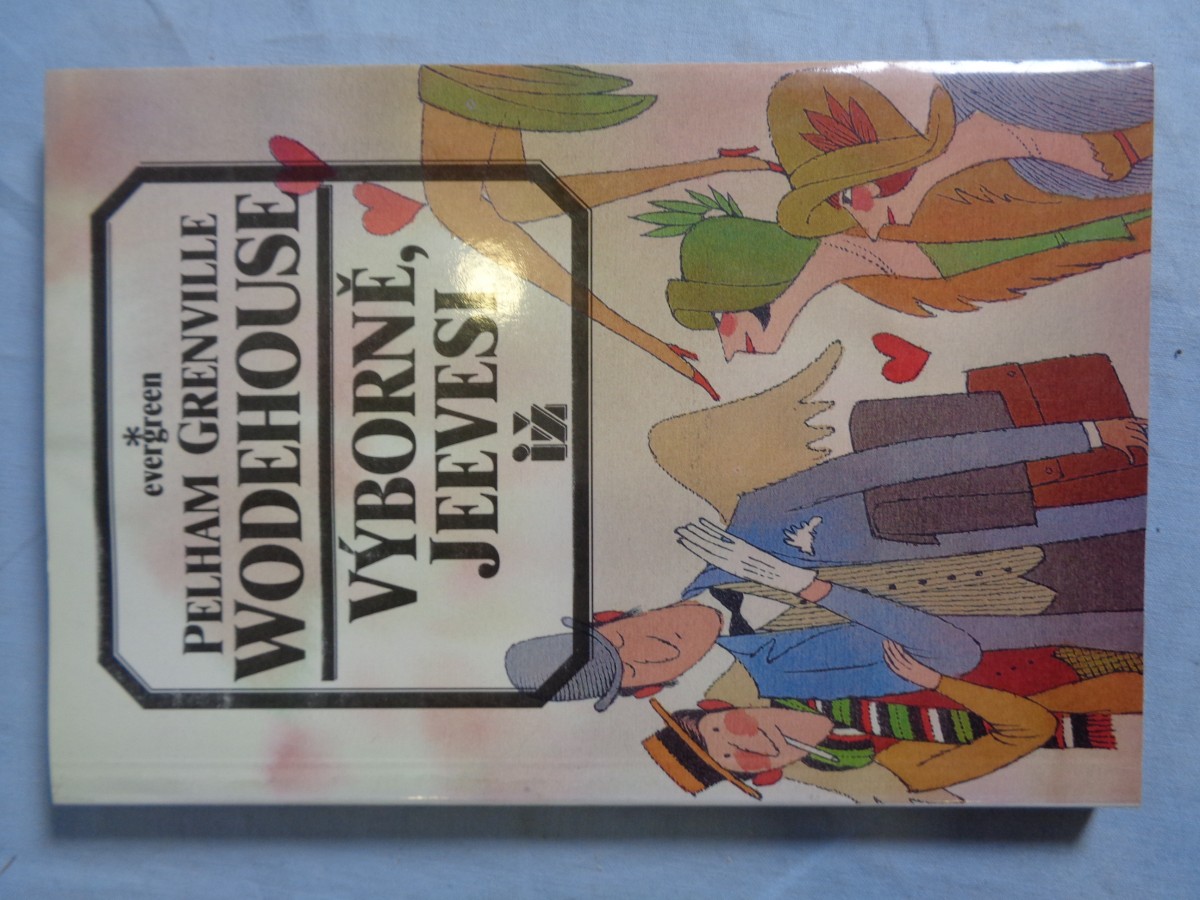 evergreen
PELHAM GRENVILLE
WODEHOUSE
VÝBORNĚ,
JEEVESI
iŽ